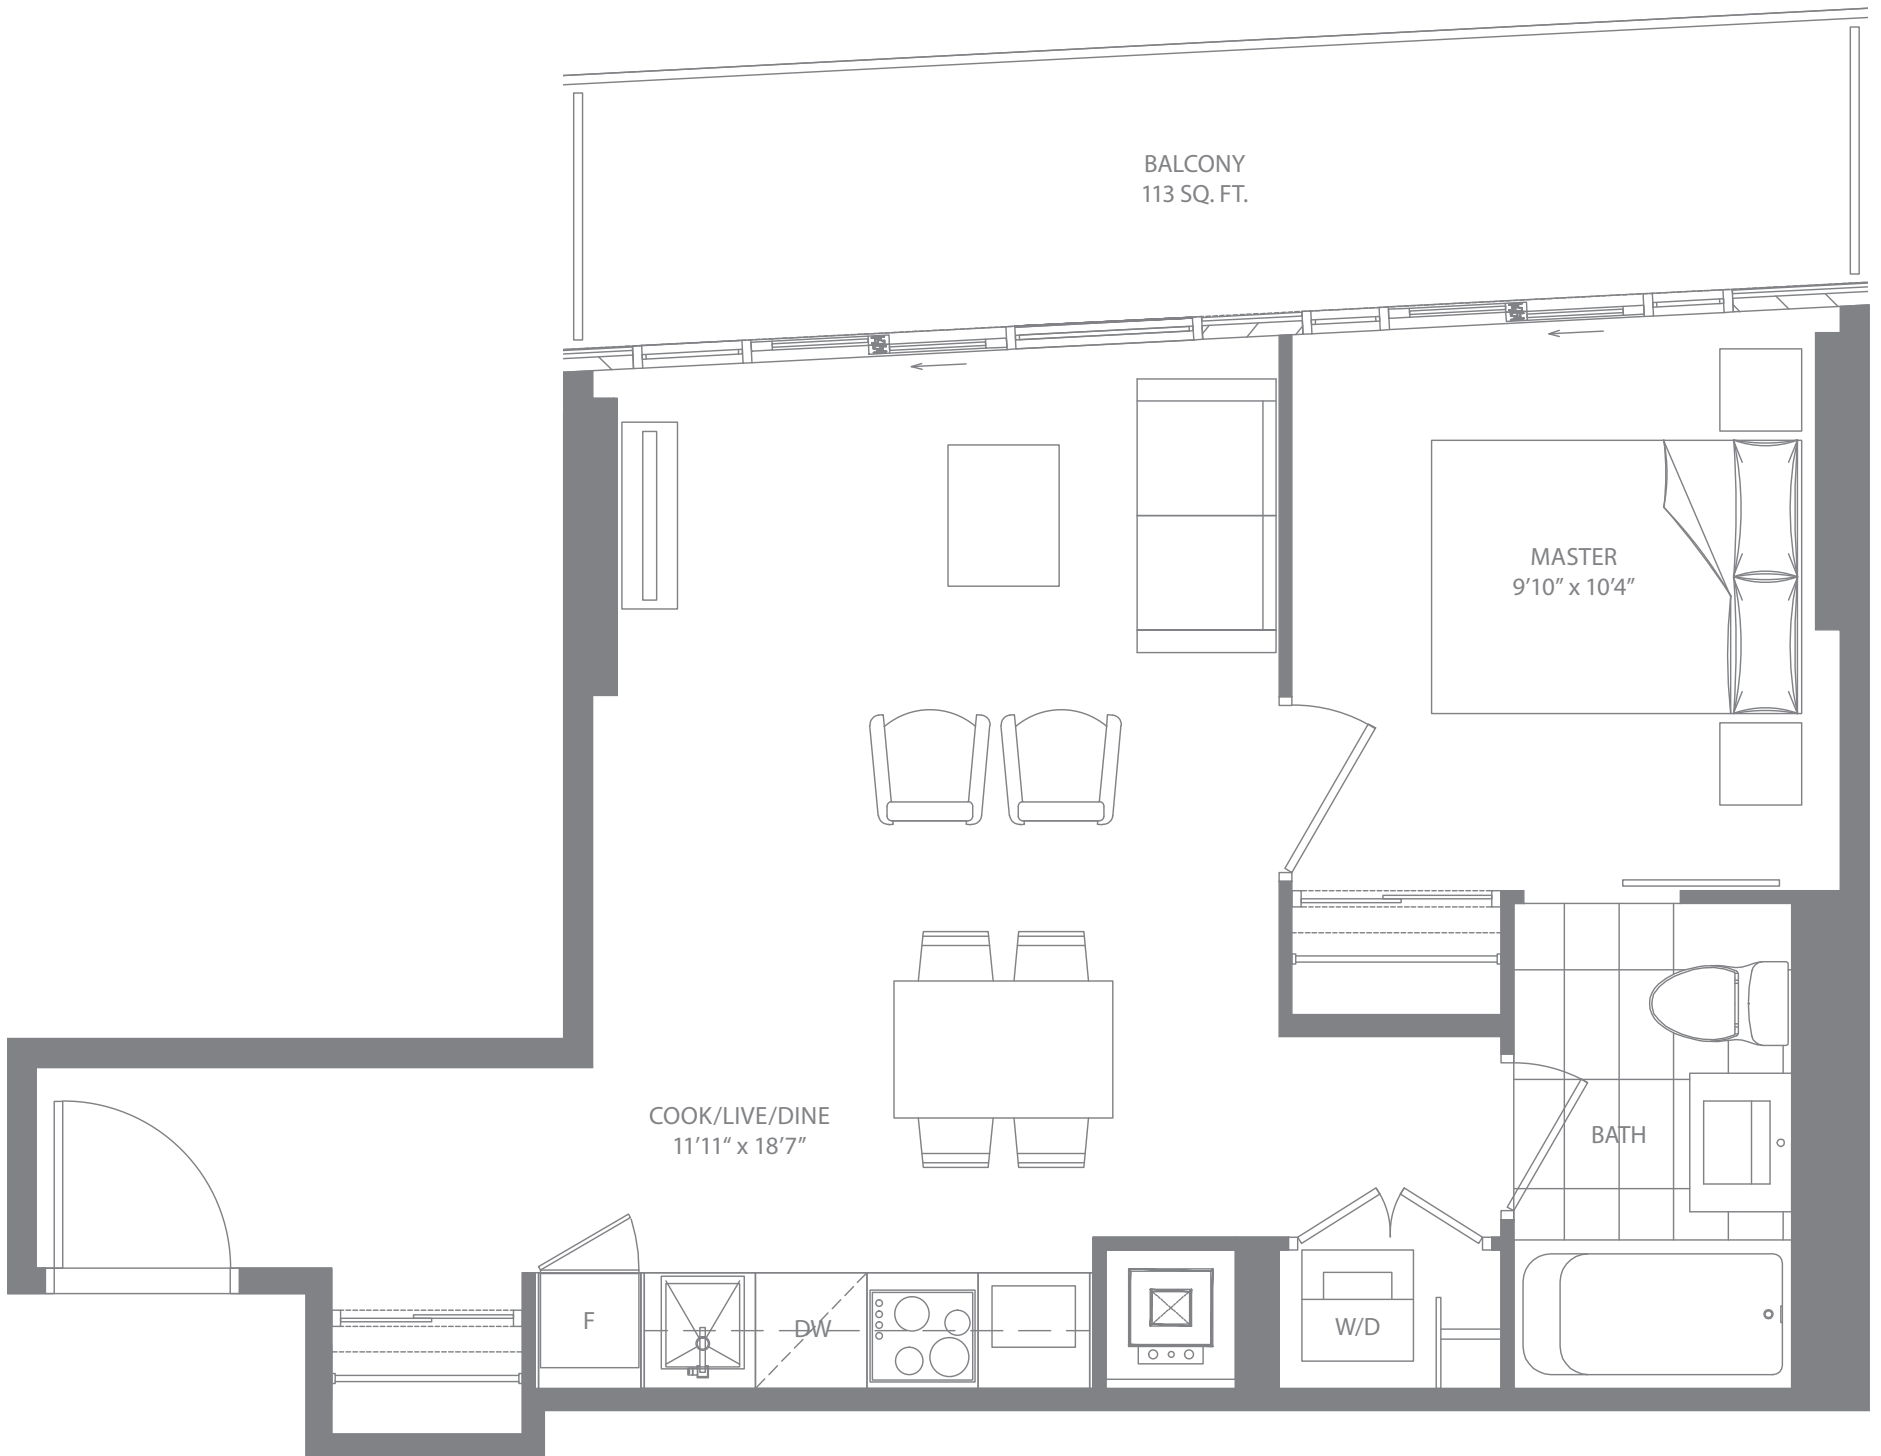 BALCONY
113 SQ. FT.
MASTER
9’10” x 10’4”
COOK/LIVE/DINE
11’11“ x 18’7”
BATH
F
DW
W/D